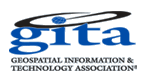 gita
GEOSPATIAL INFORMATION &
TECHNOLOGY ASSOCIATION®